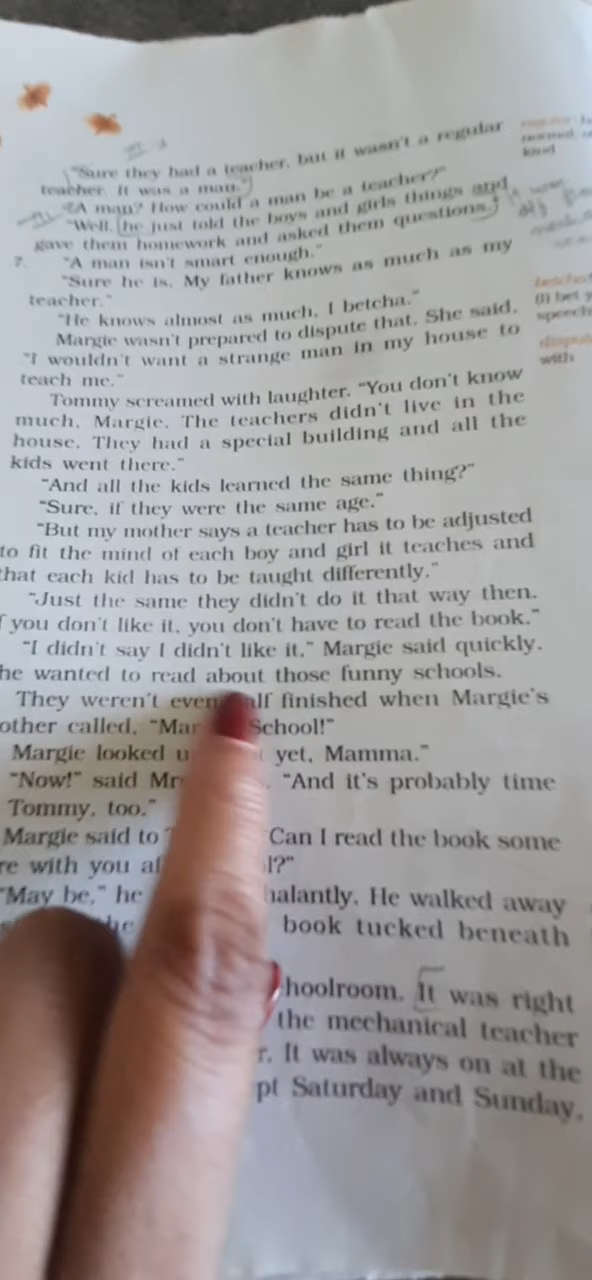 "Sure they had a teacher, but it wasn't a regular
teacher. It was a man."
"A man? How could a man be a teacher?"
"Well, he just told the boys and girls things and
gave them homework and asked them questions."
"A man isn't smart enough."
"Sure he is. My father knows as much as my
teacher."
"He knows almost as much, I betcha."
Margie wasn't prepared to dispute that. She said,
"I wouldn't want a strange man in my house to
teach me."
Tommy screamed with laughter. "You don't know
much, Margie. The teachers didn't live in the
house. They had a special building and all the
kids went there."
"And all the kids learned the same thing?"
"Sure, if they were the same age."
"But my mother says a teacher has to be adjusted
to fit the mind of each boy and girl it teaches and
that each kid has to be taught differently."
"Just the same they didn't do it that way then.
f you don't like it, you don't have to read the book."
"I didn't say I didn't like it," Margie said quickly.
he wanted to read about those funny schools.
They weren't even alf finished when Margie's
other called, "Mar School!"
Margie looked u yet, Mamma."
"Now!" said Mr . "And it's probably time
Tommy, too."
Margie said to "Can I read the book some
re with you af l?"
"May be," he halantly. He walked away
he book tucked beneath
hoolroom. It was right
the mechanical teacher
r. It was always on at the
pt Saturday and Sunday,
kind
betcha
(I) bet y
speech
dispute
with